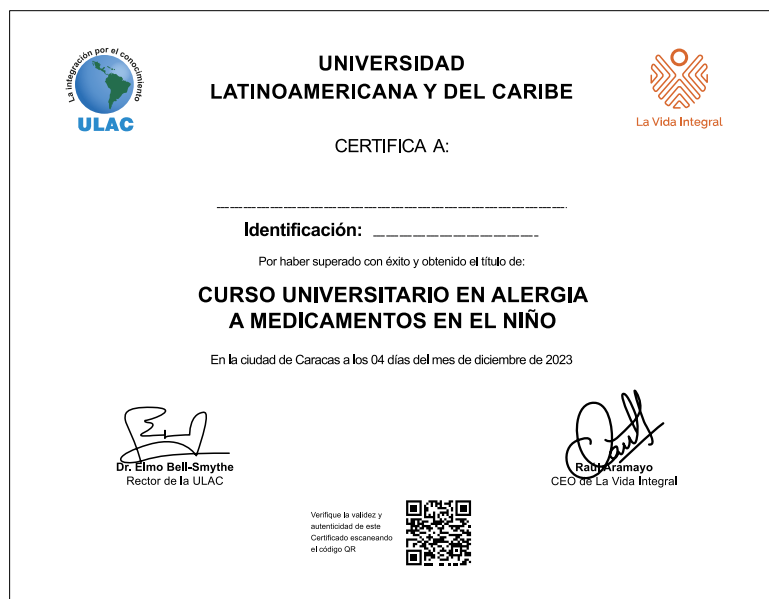 La integración por el conocimiento
ULAC
UNIVERSIDAD
LATINOAMERICANA Y DEL CARIBE
La Vida Integral
CERTIFICA A:
Identificación:
Por haber superado con éxito y obtenido el título de:
CURSO UNIVERSITARIO EN ALERGIA
A MEDICAMENTOS EN EL NIÑO
En la ciudad de Caracas a los 04 días del mes de diciembre de 2023
Dr. Elmo Bell-Smythe
Rector de la ULAC
Raúl Aramayo
CEO de La Vida Integral
Verifique la validez y
autenticidad de este
Certificado escaneando
el código QR